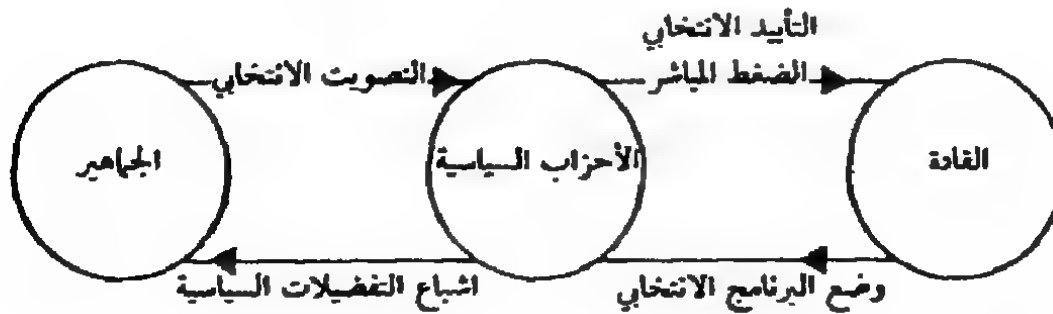 التأييد الانتخابي
التصويت الانتخابي
الضغط المباشر
الجماهير
الأحزاب السياسية
القادة
اشباع التفضيلات السياسية
وضع البرنامج الانتخابي